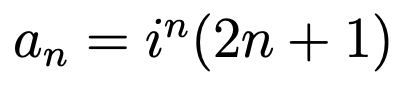 aₙ = iⁿ(2n + 1)